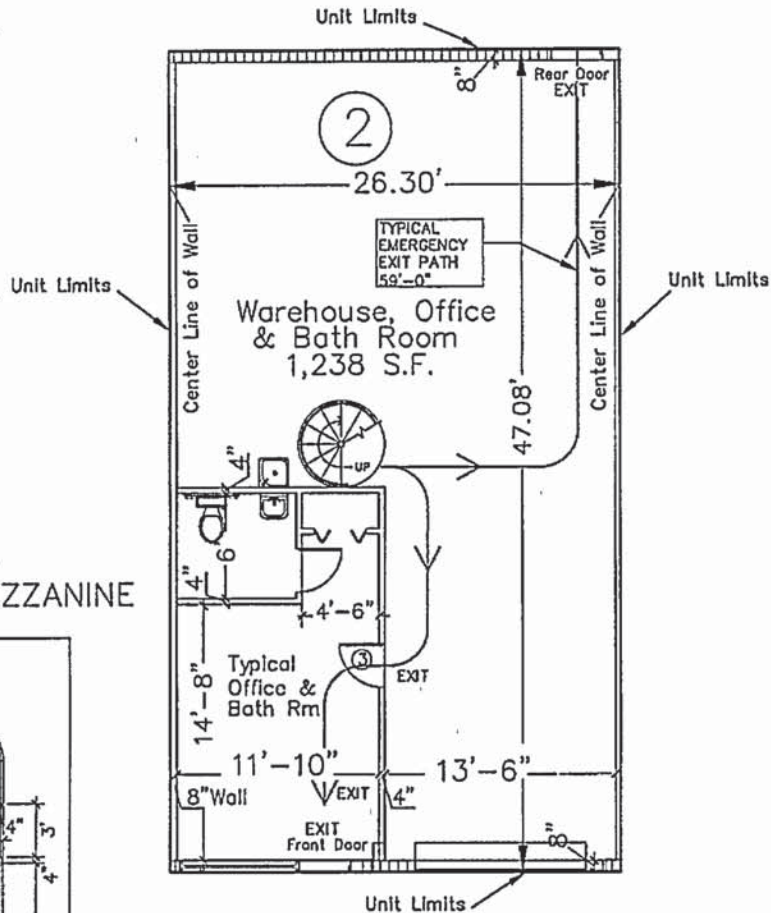 Unit Limits
8"
Rear Door
EXIT
2
26.30'
TYPICAL
EMERGENCY
EXIT PATH
59'-0"
Unit Limits
Center Line of Wall
Center Line of Wall
Unit Limits
Warehouse, Office
& Bath Room
1,238 S.F.
47.08'
UP
4"
6
4"
ZZANINE
4'-6"
Typical
Office &
Bath Rm
3
EXIT
14'-8"
11'-10"
13'-6"
8"Wall
EXIT
4"
EXIT
Front Door
8"
4"
3'
4"
Unit Limits